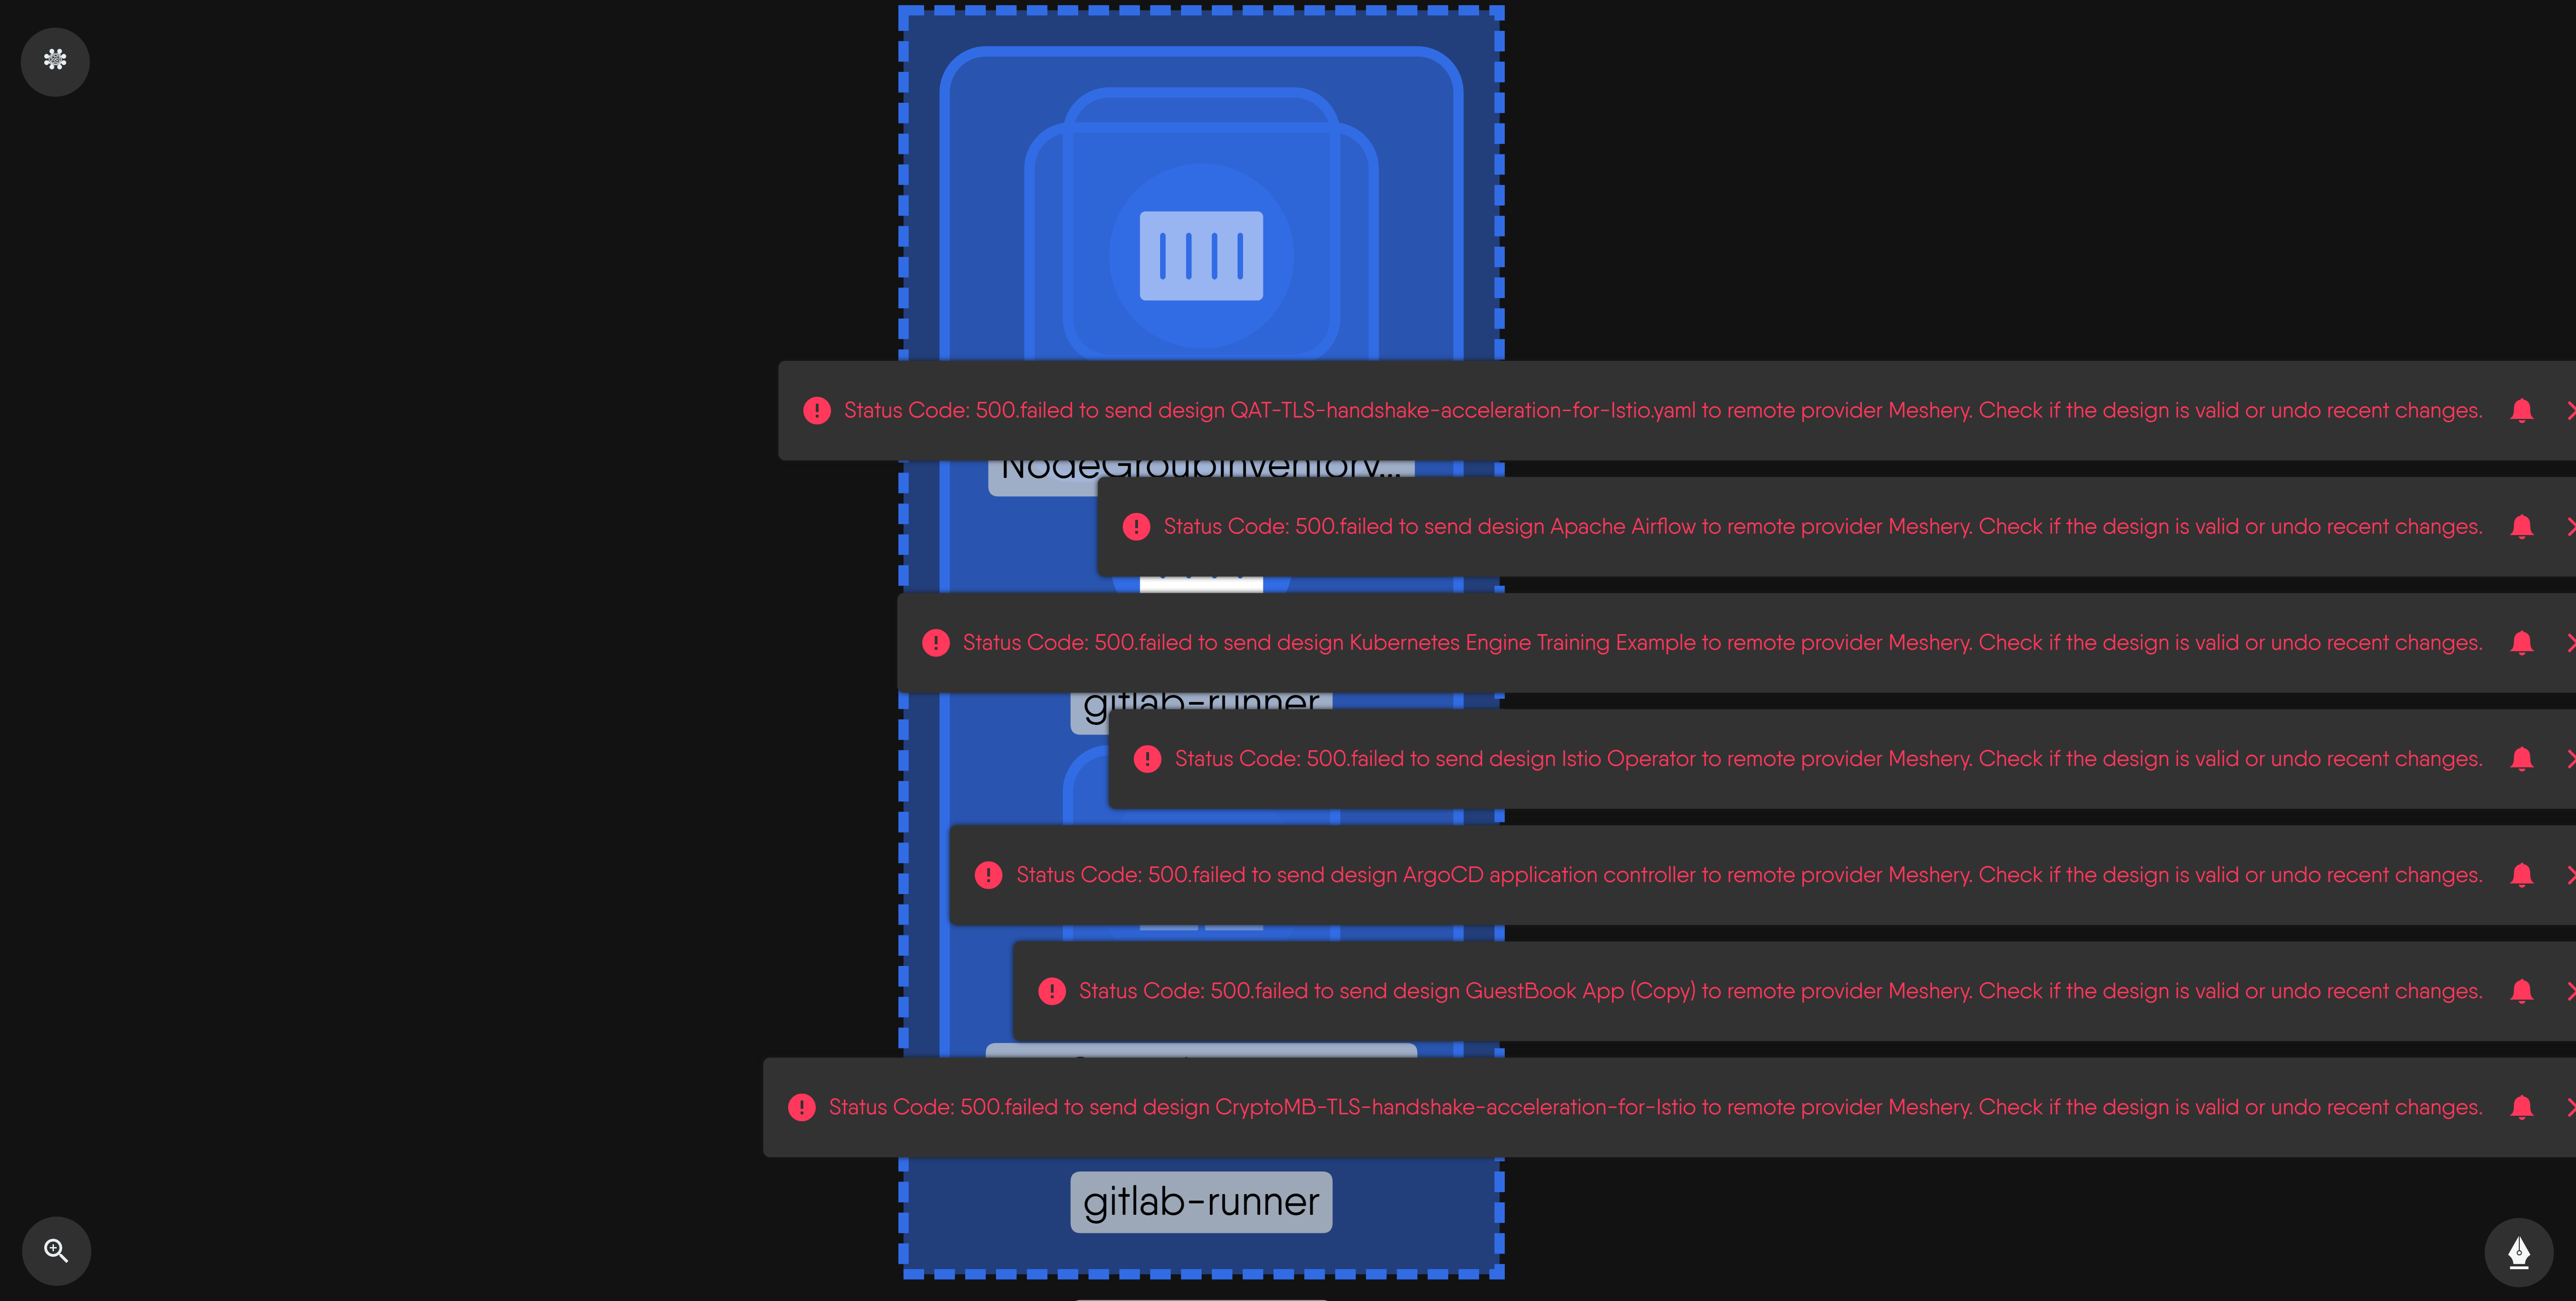 Status Code: 500.failed to send design QAT-TLS-handshake-acceleration-for-Istio.yaml to remote provider Meshery. Check if the design is valid or undo recent changes.
NodeGroupInventory...
Status Code: 500.failed to send design Apache Airflow to remote provider Meshery. Check if the design is valid or undo recent changes.
Status Code: 500.failed to send design Kubernetes Engine Training Example to remote provider Meshery. Check if the design is valid or undo recent changes.
gitlab-runner
Status Code: 500.failed to send design Istio Operator to remote provider Meshery. Check if the design is valid or undo recent changes.
Status Code: 500.failed to send design ArgoCD application controller to remote provider Meshery. Check if the design is valid or undo recent changes.
Status Code: 500.failed to send design GuestBook App (Copy) to remote provider Meshery. Check if the design is valid or undo recent changes.
Status Code: 500.failed to send design CryptoMB-TLS-handshake-acceleration-for-Istio to remote provider Meshery. Check if the design is valid or undo recent changes.
gitlab-runner